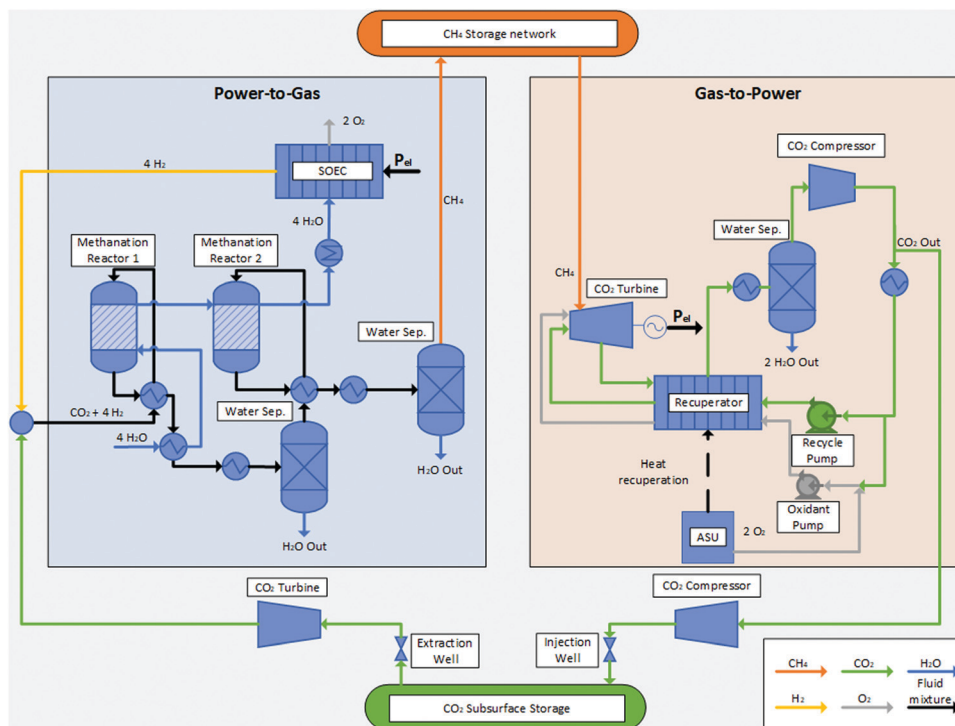 CH₄ Storage network
Power-to-Gas
2 O₂
4 H₂
SOEC
Pel
4 H₂O
CH₄
Methanation
Reactor 1
Methanation
Reactor 2
Water Sep.
CO₂ + 4 H₂
Water Sep.
4 H₂O
H₂O Out
H₂O Out
Gas-to-Power
CO₂ Compressor
Water Sep.
CO₂ Out
CH₄
CO₂ Turbine
Pel
2 H₂O Out
Recuperator
Recycle
Pump
Heat
recuperation
Oxidant
Pump
ASU
2 O₂
CO₂ Turbine
CO₂ Compressor
Extraction
Well
Injection
Well
CO₂ Subsurface Storage
CH₄
CO₂
H₂O
H₂
O₂
Fluid
mixture